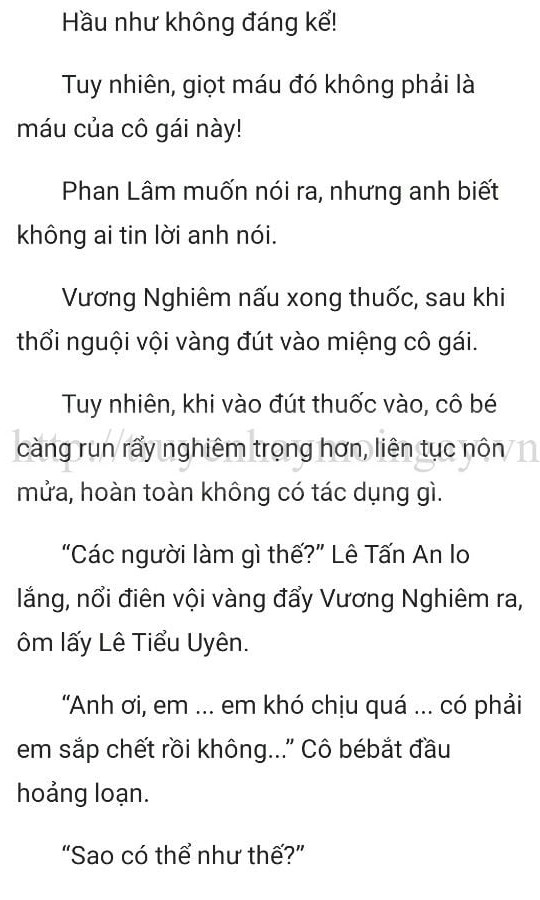 Hầu như không đáng kể!
Tuy nhiên, giọt máu đó không phải là
máu của cô gái này!
Phan Lâm muốn nói ra, nhưng anh biết
không ai tin lời anh nói.
Vương Nghiêm nấu xong thuốc, sau khi
thổi nguội vội vàng đút vào miệng cô gái.
Tuy nhiên, khi vào đút thuốc vào, cô bé
càng run rẩy nghiêm trọng hơn, liên tục nôn
http://truyenhaymoingay.vn
mửa, hoàn toàn không có tác dụng gì.
“Các người làm gì thế?” Lê Tấn An lo
lắng, nổi điên vội vàng đẩy Vương Nghiêm ra,
ôm lấy Lê Tiểu Uyên.
“Anh ơi, em ... em khó chịu quá ... có phải
em sắp chết rồi không...” Cô bébắt đầu
hoảng loạn.
“Sao có thể như thế?”